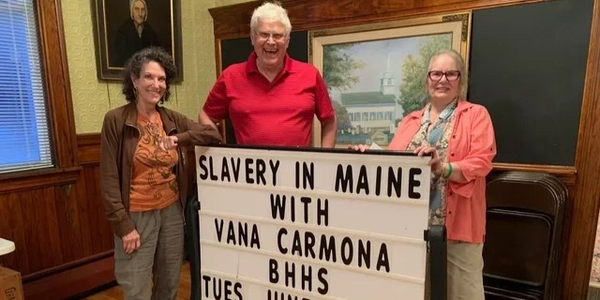 SLAVERY IN MAINE
WITH
VANA CARMONA
BHHS
TUES